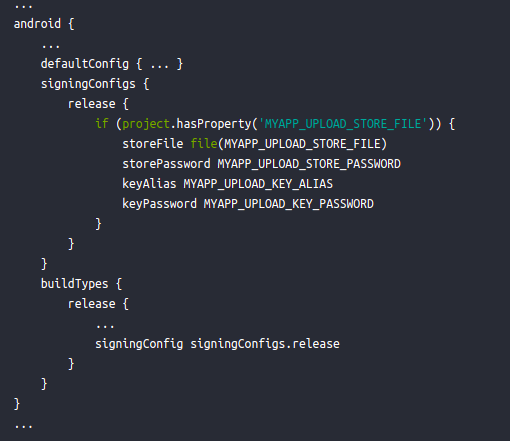 ...
android {
    ...
    defaultConfig { ... }
    signingConfigs {
        release {
            if (project.hasProperty('MYAPP_UPLOAD_STORE_FILE')) {
                storeFile file(MYAPP_UPLOAD_STORE_FILE)
                storePassword MYAPP_UPLOAD_STORE_PASSWORD
                keyAlias MYAPP_UPLOAD_KEY_ALIAS
                keyPassword MYAPP_UPLOAD_KEY_PASSWORD
            }
        }
    }
    buildTypes {
        release {
            ...
            signingConfig signingConfigs.release
        }
    }
}
...